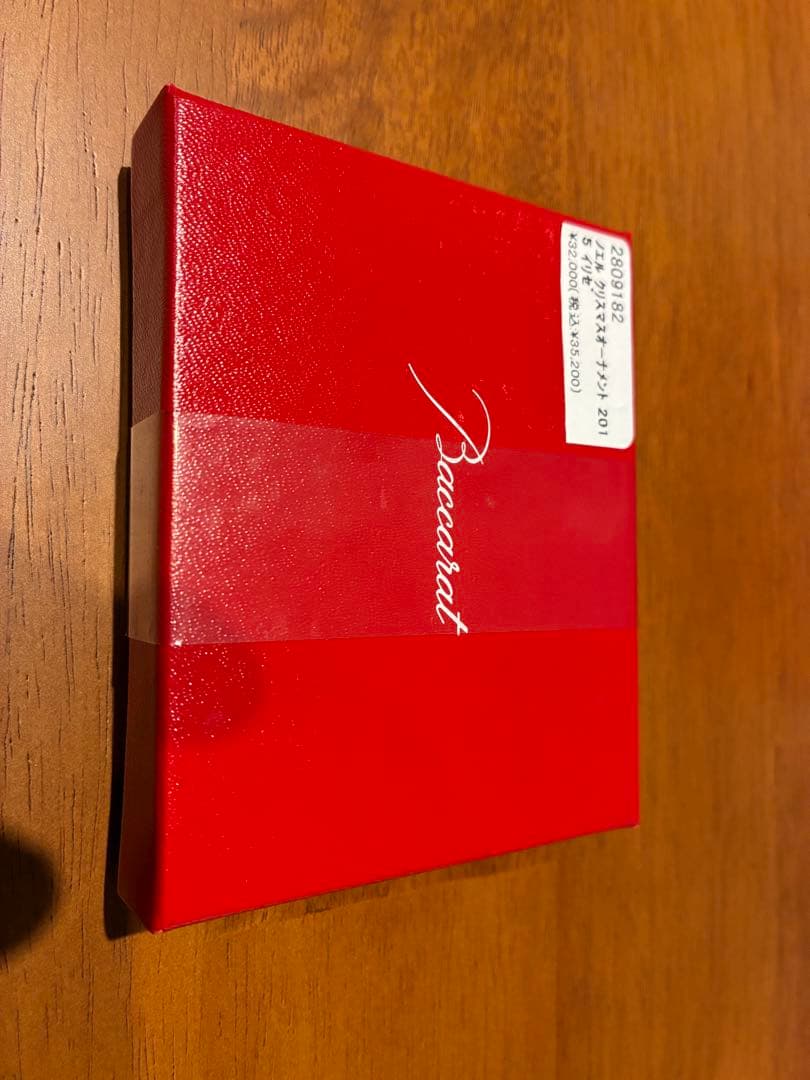 2809182
ノエル クリスマスオーナメント 201
5 イリゼ
¥32,000(税込¥35,200)
Baccarat